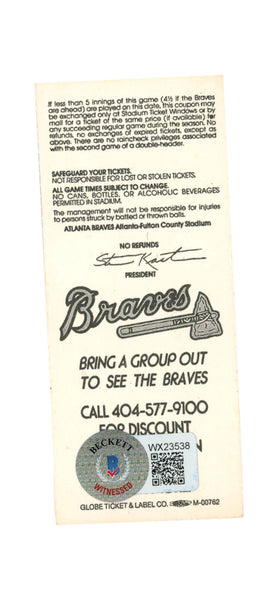 If less than 5 innings of this game (4½ if the Braves
are ahead) are played on this date, this coupon may
be exchanged only at Stadium Ticket Windows or by
mail for a ticket of the same price (if available) for
any succeeding regular game during the season. No
refunds, no exchanges of expired tickets, except as
above. There are no raincheck privileges associated
with the second game of a double-header.
SAFEGUARD YOUR TICKETS.
NOT RESPONSIBLE FOR LOST OR STOLEN TICKETS.
ALL GAME TIMES SUBJECT TO CHANGE.
NO CANS, BOTTLES, OR ALCOHOLIC BEVERAGES
PERMITTED IN STADIUM.
The management will not be responsible for injuries
to persons struck by batted or thrown balls.
ATLANTA BRAVES Atlanta-Fulton County Stadium
NO REFUNDS
PRESIDENT
Braves
BRING A GROUP OUT
TO SEE THE BRAVES
CALL 404-577-9100
FOR DISCOUNT
BECKETT
B
WITNESSED
WX23538
GLOBE TICKET & LABEL CO. M-00762